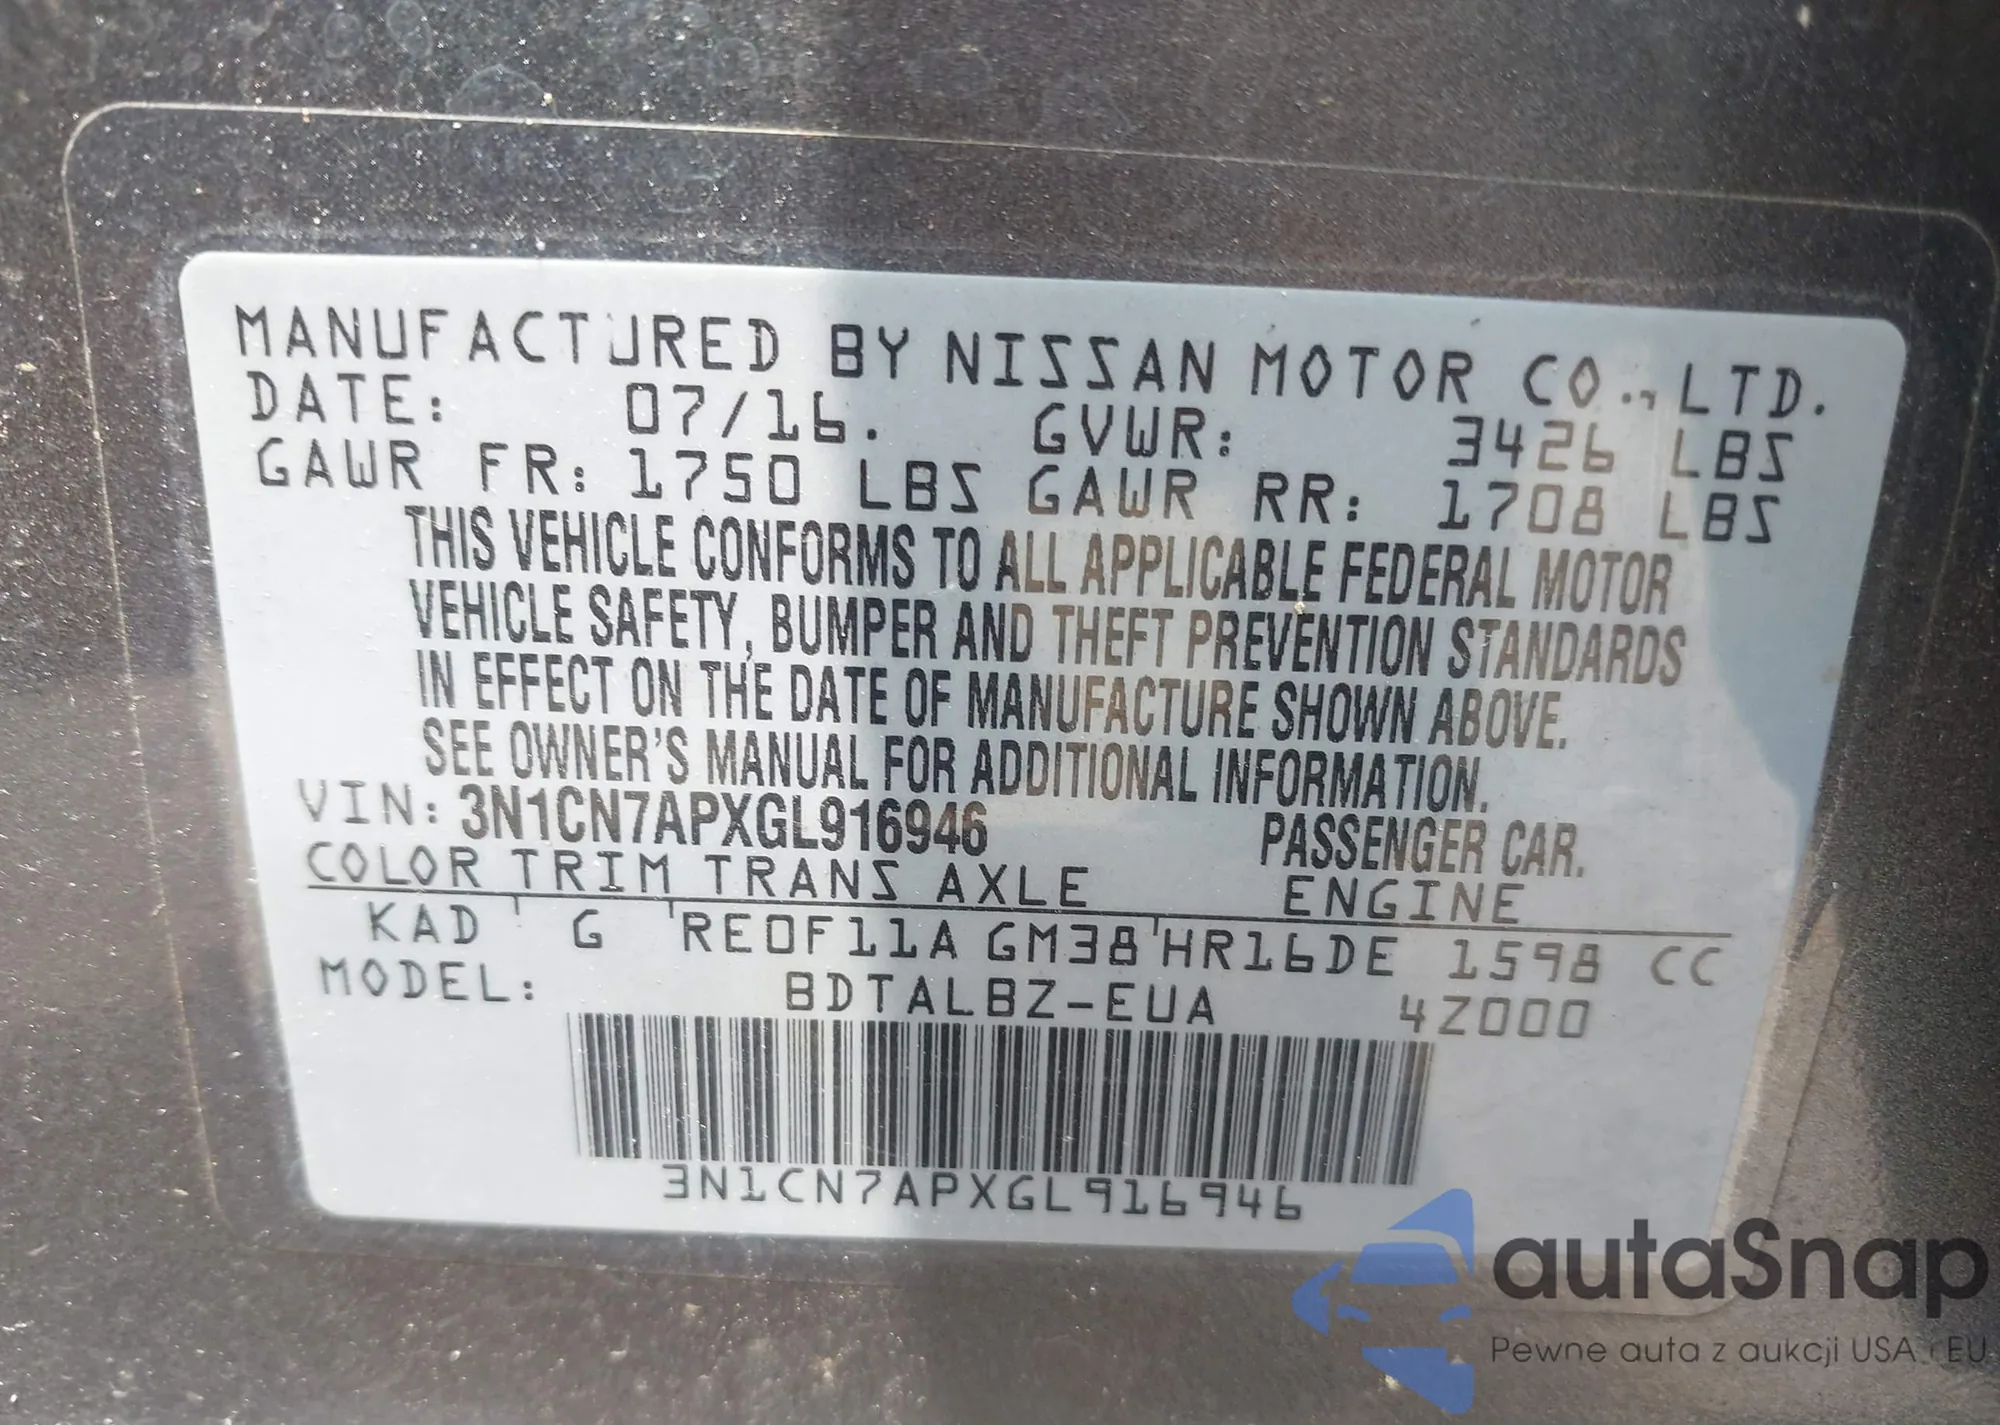 MANUFACTURED BY NISSAN MOTOR CO., LTD.
DATE: 07/16. GVWR: 3426 LBS
GAWR FR: 1750 LBS GAWR RR: 1708 LBS
THIS VEHICLE CONFORMS TO ALL APPLICABLE FEDERAL MOTOR
VEHICLE SAFETY, BUMPER AND THEFT PREVENTION STANDARDS
IN EFFECT ON THE DATE OF MANUFACTURE SHOWN ABOVE.
SEE OWNER'S MANUAL FOR ADDITIONAL INFORMATION.
VIN: 3N1CN7APXGL916946 PASSENGER CAR.
COLOR TRIM TRANS AXLE ENGINE
KAD G RE0F11A GM38 HR16DE 1598 CC
MODEL: BDTALBZ-EUA 4Z000
3N1CN7APXGL916946
autaSnap
Pewne auta z aukcji USA i EU